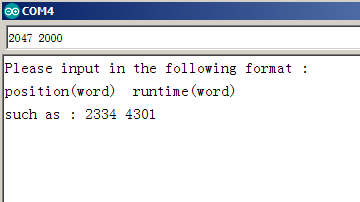 COM4
2047 2000
Please input in the following format :
position(word)  runtime(word)
such as : 2334 4301